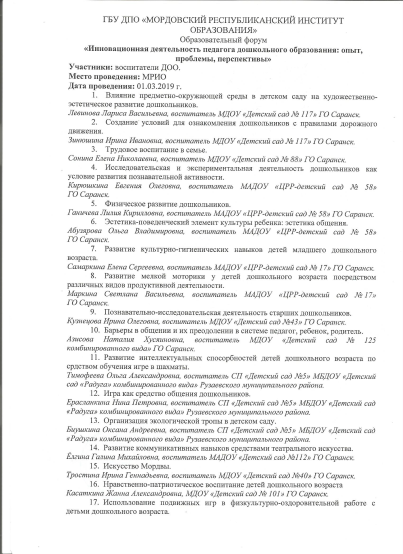 ГБУ ДПО «МОРДОВСКИЙ РЕСПУБЛИКАНСКИЙ ИНСТИТУТ
ОБРАЗОВАНИЯ»
Образовательный форум
«Инновационная деятельность педагога дошкольного образования: опыт,
проблемы, перспективы»
Участники: воспитатели ДОО.
Место проведения: МРИО
Дата проведения: 01.03.2019 г.
1. Влияние предметно-окружающей среды в детском саду на художественно-
эстетическое развитие дошкольников.
Левинова Лариса Васильевна, воспитатель МДОУ «Детский сад № 117» ГО Саранск.
2. Создание условий для ознакомления дошкольников с правилами дорожного
движения.
Зинюшина Ирина Ивановна, воспитатель МДОУ «Детский сад № 117» ГО Саранск.
3. Трудовое воспитание в семье.
Сонина Елена Николаевна, воспитатель МДОУ «Детский сад № 88» ГО Саранск.
4. Исследовательская и экспериментальная деятельность дошкольников как
условие развития познавательной активности.
Кирюшкина Евгения Олеговна, воспитатель МАДОУ «ЦРР-детский сад № 58»
ГО Саранск.
5. Физическое развитие дошкольников.
Ганичева Лилия Кирилловна, воспитатель МАДОУ «ЦРР-детский сад № 58» ГО Саранск.
6. Эстетика-поведенческий элемент культуры ребенка: эстетика общения.
Абузярова Ольга Владимировна, воспитатель МАДОУ «ЦРР-детский сад № 58»
ГО Саранск.
7. Развитие культурно-гигиенических навыков детей младшего дошкольного
возраста.
Самаркина Елена Сергеевна, воспитатель МАДОУ «ЦРР-детский сад № 17» ГО Саранск.
8. Развитие мелкой моторики у детей дошкольного возраста посредством
различных видов продуктивной деятельности.
Маркина Светлана Васильевна, воспитатель МАДОУ «ЦРР-детский сад №17»
ГО Саранск.
9. Познавательно-исследовательская деятельность старших дошкольников.
Кузнецова Ирина Олеговна, воспитатель МДОУ «Детский сад №43» ГО Саранск.
10. Барьеры в общении и их преодолении в системе педагог, ребенок, родитель.
Азисова Наталия Хусяиновна, воспитатель МДОУ «Детский сад № 125
комбинированного вида» ГО Саранск.
11. Развитие интеллектуальных способностей детей дошкольного возраста по
средством обучения игре в шахматы.
Тимофеева Ольга Александровна, воспитатель СП «Детский сад №5» МБДОУ «Детский
сад «Радуга» комбинированного вида» Рузаевского муниципального района.
12. Игра как средство общения дошкольников.
Ерасланкина Нина Петровна, воспитатель СП «Детский сад №5» МБДОУ «Детский сад
«Радуга» комбинированного вида» Рузаевского муниципального района.
13. Организация экологической тропы в детском саду.
Биушкина Оксана Андреевна, воспитатель СП «Детский сад №5» МБДОУ «Детский сад
«Радуга» комбинированного вида» Рузаевского муниципального района.
14. Развитие коммуникативных навыков средствами театрального искусства.
Ёлгина Галина Михайловна, воспитатель МАДОУ «Детский сад №112» ГО Саранск.
15. Искусство Мордвы.
Тростина Ирина Геннадьевна, воспитатель МДОУ «Детский сад №40» ГО Саранск.
16. Нравственно-патриотическое воспитание детей дошкольного возраста
Касаткина Жанна Александровна, МДОУ «Детский сад № 101» ГО Саранск.
17. Использование подвижных игр в физкультурно-оздоровительной работе с
детьми дошкольного возраста.